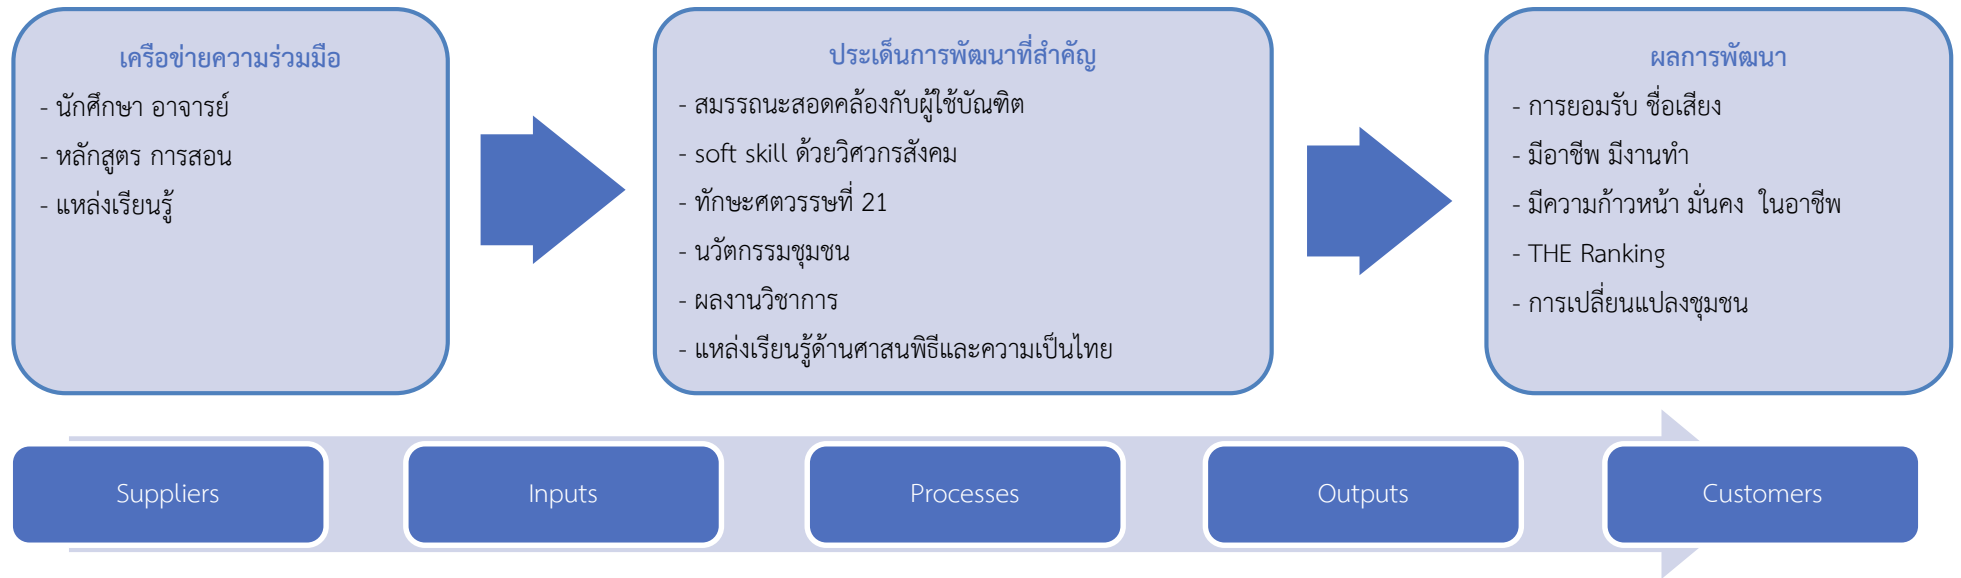 เครือข่ายความร่วมมือ
- นักศึกษา อาจารย์
- หลักสูตร การสอน
- แหล่งเรียนรู้
ประเด็นการพัฒนาที่สำคัญ
- สมรรถนะสอดคล้องกับผู้ใช้บัณฑิต
- soft skill ด้วยวิศวกรสังคม
- ทักษะศตวรรษที่ 21
- นวัตกรรมชุมชน
- ผลงานวิชาการ
- แหล่งเรียนรู้ด้านศาสนพิธีและความเป็นไทย
ผลการพัฒนา
- การยอมรับ ชื่อเสียง
- มีอาชีพ มีงานทำ
- มีความก้าวหน้า มั่นคง ในอาชีพ
- THE Ranking
- การเปลี่ยนแปลงชุมชน
Suppliers
Inputs
Processes
Outputs
Customers